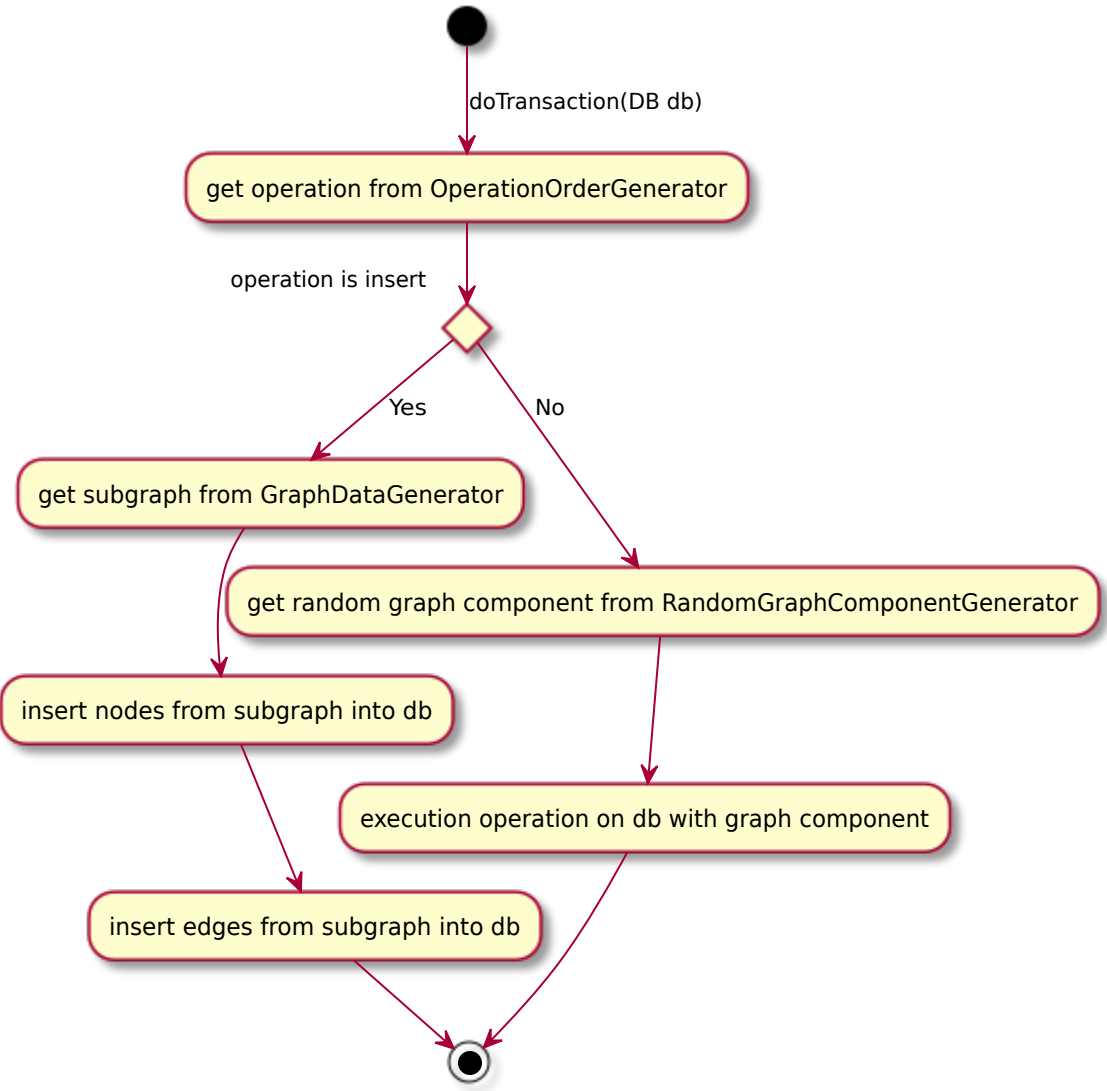 doTransaction(DB db)
get operation from OperationOrderGenerator
operation is insert
Yes
No
get subgraph from GraphDataGenerator
get random graph component from RandomGraphComponentGenerator
insert nodes from subgraph into db
execution operation on db with graph component
insert edges from subgraph into db